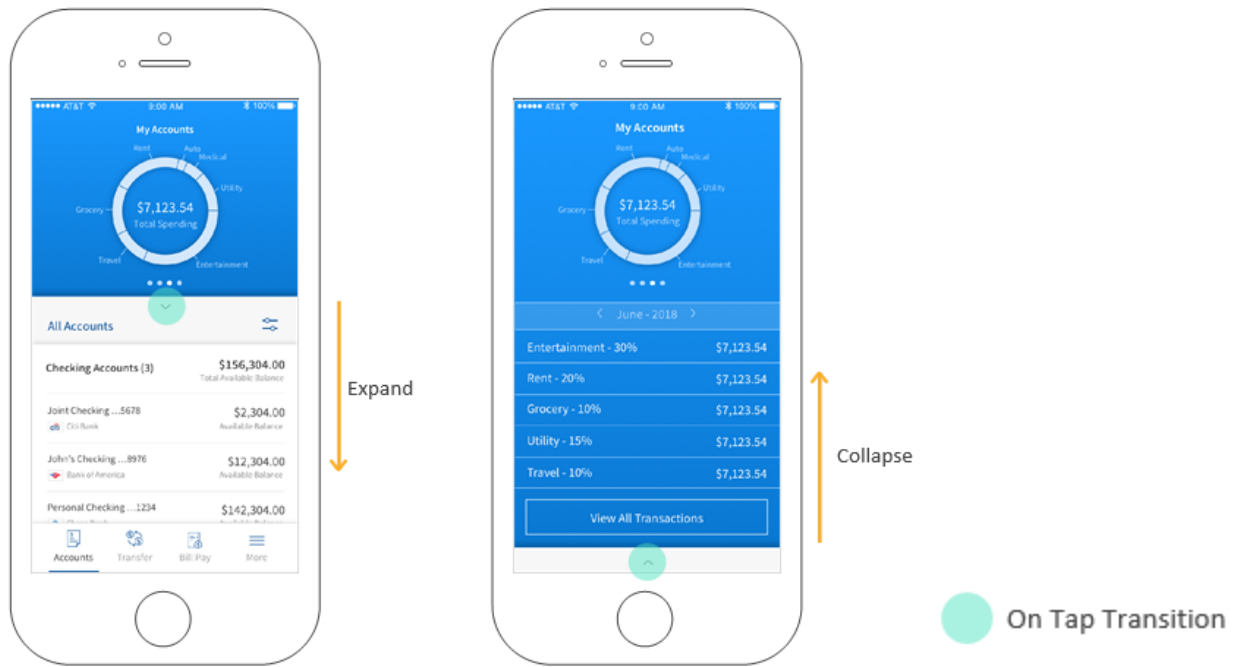 AT&T 9:00 AM 100%
My Accounts
Rent
Auto
Medical
Utility
Grocery
$7,123.54
Total Spending
Travel
Entertainment
All Accounts
Checking Accounts (3) $156,304.00
Total Available Balance
Joint Checking ...5678 $2,304.00
Citi Bank Available Balance
John's Checking ...8976 $12,304.00
Bank of America Available Balance
Personal Checking ...1234 $142,304.00
Accounts Transfer Bill Pay More
Expand
AT&T 9:00 AM 100%
My Accounts
Rent
Auto
Medical
Utility
Grocery
$7,123.54
Total Spending
Travel
Entertainment
June - 2018
Entertainment - 30% $7,123.54
Rent - 20% $7,123.54
Grocery - 10% $7,123.54
Utility - 15% $7,123.54
Travel - 10% $7,123.54
View All Transactions
Collapse
On Tap Transition